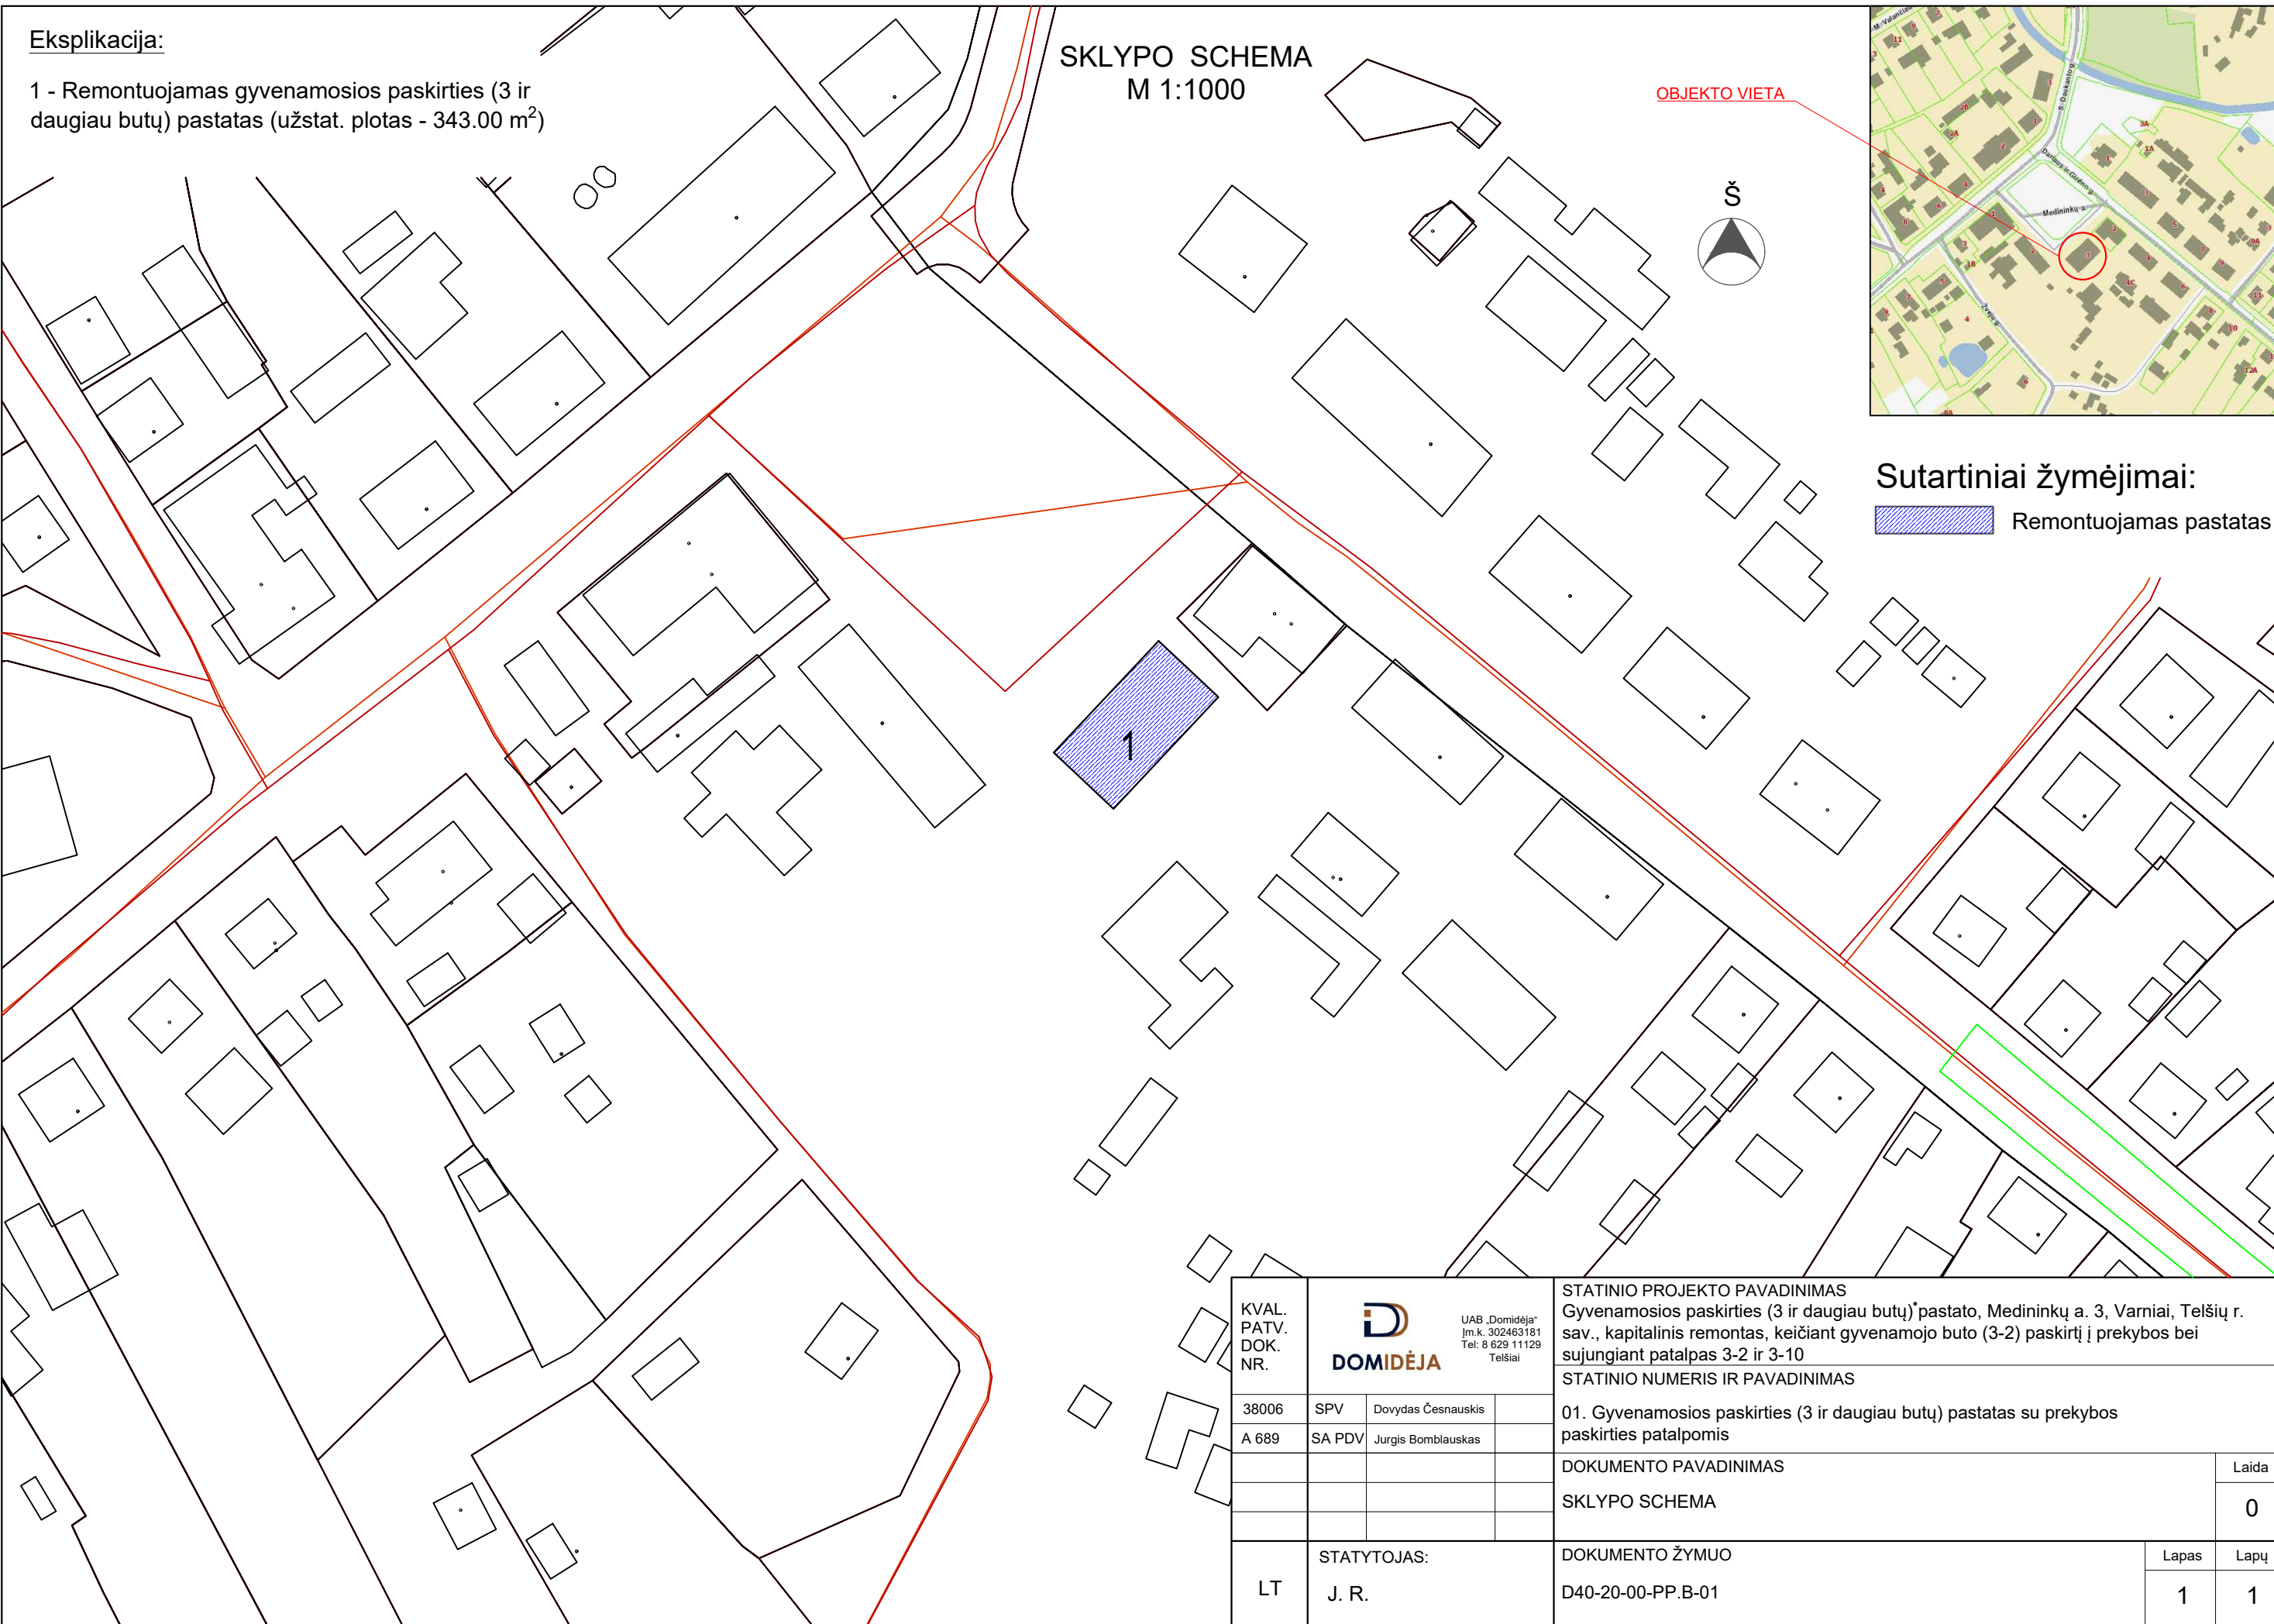 Eksplikacija:
1 - Remontuojamas gyvenamosios paskirties (3 ir
daugiau butų) pastatas (užstat. plotas - 343.00 m²)
SKLYPO SCHEMA
M 1:1000
OBJEKTO VIETA
Š
S. Daukanto g.
Dariaus ir Girėno g.
Medininkų a.
Žvejų g.
Sutartiniai žymėjimai:
Remontuojamas pastatas
1
KVAL.
PATV.
DOK.
NR.
DOMIDĖJA
UAB „Domidėja"
Įm.k. 302463181
Tel: 8 629 11129
Telšiai
STATINIO PROJEKTO PAVADINIMAS
Gyvenamosios paskirties (3 ir daugiau butų) pastato, Medininkų a. 3, Varniai, Telšių r.
sav., kapitalinis remontas, keičiant gyvenamojo buto (3-2) paskirtį į prekybos bei
sujungiant patalpas 3-2 ir 3-10
STATINIO NUMERIS IR PAVADINIMAS
01. Gyvenamosios paskirties (3 ir daugiau butų) pastatas su prekybos
paskirties patalpomis
38006 SPV Dovydas Česnauskis
A 689 SA PDV Jurgis Bomblauskas
DOKUMENTO PAVADINIMAS
SKLYPO SCHEMA
Laida
0
LT
STATYTOJAS:
J. R.
DOKUMENTO ŽYMUO
D40-20-00-PP.B-01
Lapas
1
Lapų
1